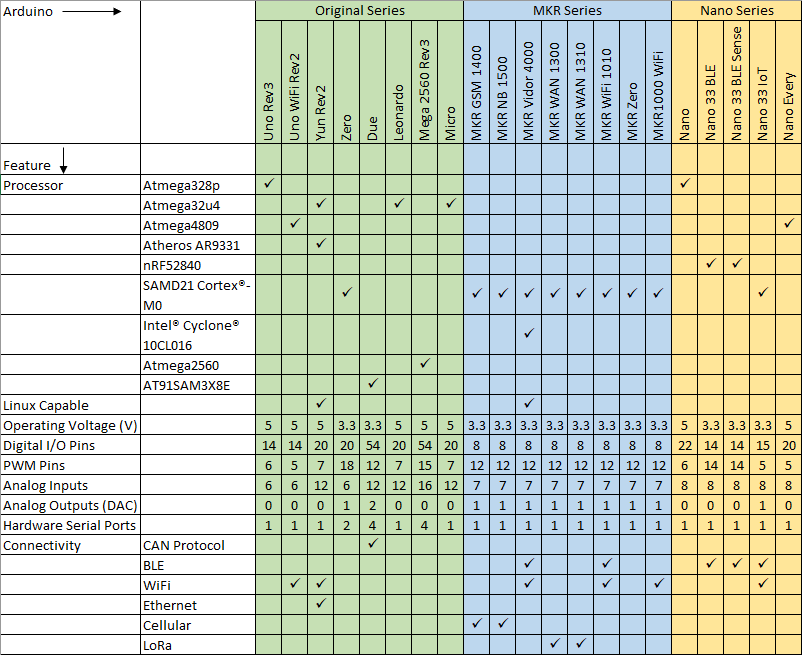 Arduino Original Series MKR Series Nano Series
Uno Rev3 Uno WiFi Rev2 Yun Rev2 Zero Due Leonardo Mega 2560 Rev3 Micro MKR GSM 1400 MKR NB 1500 MKR Vidor 4000 MKR WAN 1300 MKR WAN 1310 MKR WiFi 1010 MKR Zero MKR1000 WiFi Nano Nano 33 BLE Nano 33 BLE Sense Nano 33 IoT Nano Every
Feature
Processor Atmega328p ✓ ✓
Atmega32u4 ✓ ✓ ✓
Atmega4809 ✓ ✓
Atheros AR9331 ✓
nRF52840 ✓ ✓
SAMD21 Cortex®-
M0 ✓ ✓ ✓ ✓ ✓ ✓ ✓ ✓ ✓ ✓
Intel® Cyclone®
10CL016 ✓
Atmega2560 ✓
AT91SAM3X8E ✓
Linux Capable ✓ ✓
Operating Voltage (V) 5 5 5 3.3 3.3 5 5 5 3.3 3.3 3.3 3.3 3.3 3.3 3.3 3.3 5 3.3 3.3 3.3 5
Digital I/O Pins 14 14 20 20 54 20 54 20 8 8 8 8 8 8 8 8 22 14 14 15 20
PWM Pins 6 5 7 18 12 7 15 7 12 12 12 12 12 12 12 12 6 14 14 5 5
Analog Inputs 6 6 12 6 12 12 16 12 7 7 7 7 7 7 7 7 8 8 8 8 8
Analog Outputs (DAC) 0 0 0 1 2 0 0 0 1 1 1 1 1 1 1 1 0 0 0 1 0
Hardware Serial Ports 1 1 1 2 4 1 4 1 1 1 1 1 1 1 1 1 1 1 1 1 1
Connectivity CAN Protocol ✓
BLE ✓ ✓ ✓ ✓ ✓
WiFi ✓ ✓ ✓ ✓ ✓ ✓
Ethernet ✓
Cellular ✓ ✓
LoRa ✓ ✓